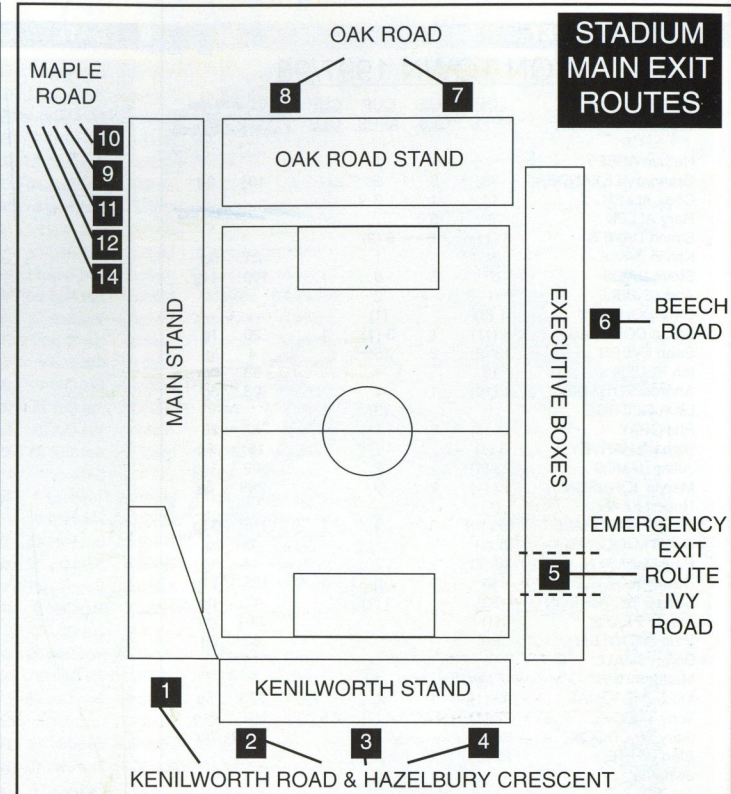 OAK ROAD
STADIUM
MAIN EXIT
ROUTES
MAPLE
ROAD
8
7
10
9
11
12
14
OAK ROAD STAND
MAIN STAND
EXECUTIVE BOXES
6
BEECH
ROAD
EMERGENCY
EXIT
ROUTE
IVY
ROAD
5
KENILWORTH STAND
1
2
3
4
KENILWORTH ROAD & HAZELBURY CRESCENT